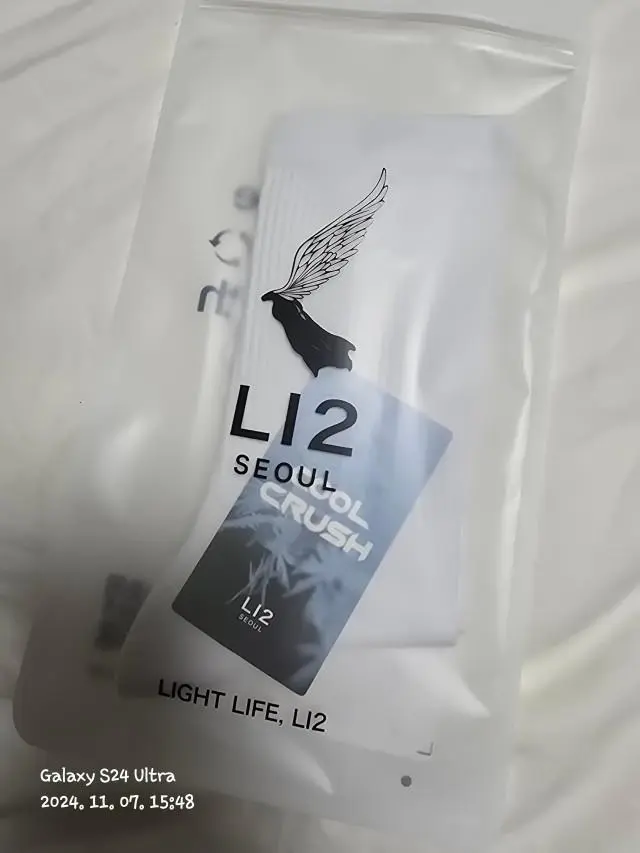 LI2
SEOUL
COOL
CRUSH
LI2
SEOUL
LIGHT LIFE, LI2
Galaxy S24 Ultra
2024. 11. 07. 15:48